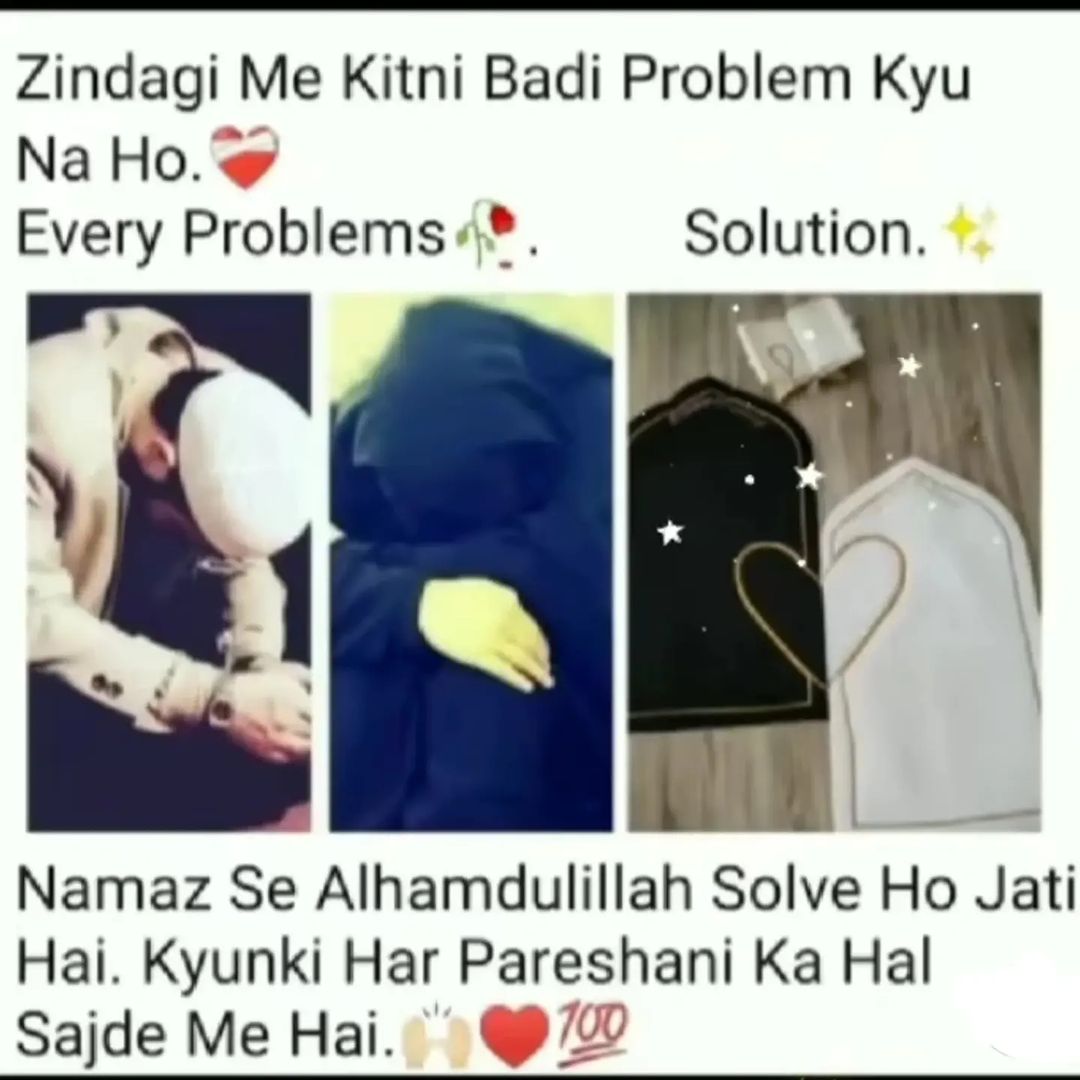 Zindagi Me Kitni Badi Problem Kyu
Na Ho.❤️‍🩹
Every Problems🥀. Solution. ✨
Namaz Se Alhamdulillah Solve Ho Jati
Hai. Kyunki Har Pareshani Ka Hal
Sajde Me Hai.🙌🏻♥️💯